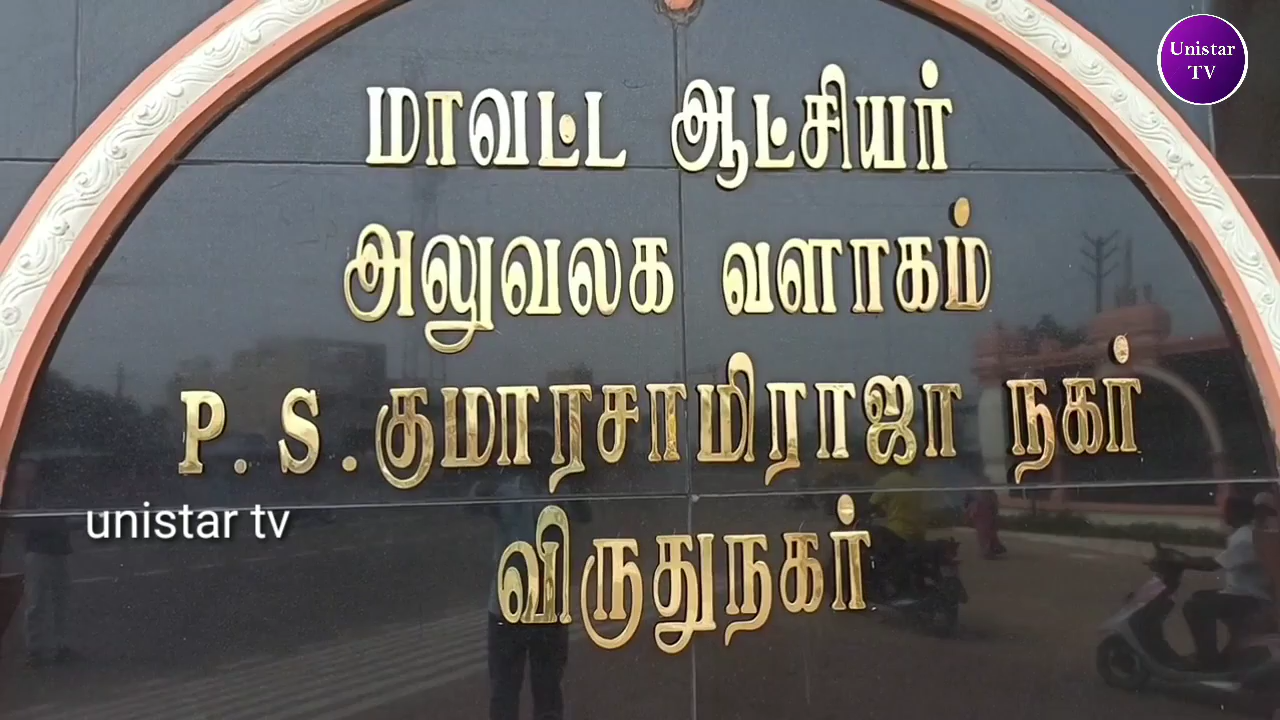 Unistar
TV
மாவட்ட ஆட்சியர்
அலுவலக வளாகம்
P.S.குமாரசாமிராஜா நகர்
விருதுநகர்
unistar tv